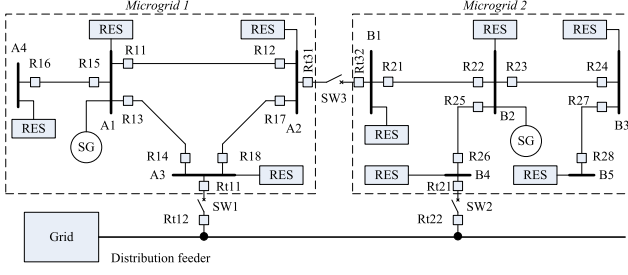 Microgrid 1
Microgrid 2
RES
RES
RES
RES
B1
A4
R16
R15
R11
R12
Rt31
Rt32
R21
R22
R23
R24
SW3
RES
A1
R13
R17
A2
R25
B2
R27
B3
SG
RES
SG
R14
R18
R26
R28
A3
RES
RES
B4
RES
B5
Rt11
Rt21
SW1
SW2
Rt12
Rt22
Grid
Distribution feeder